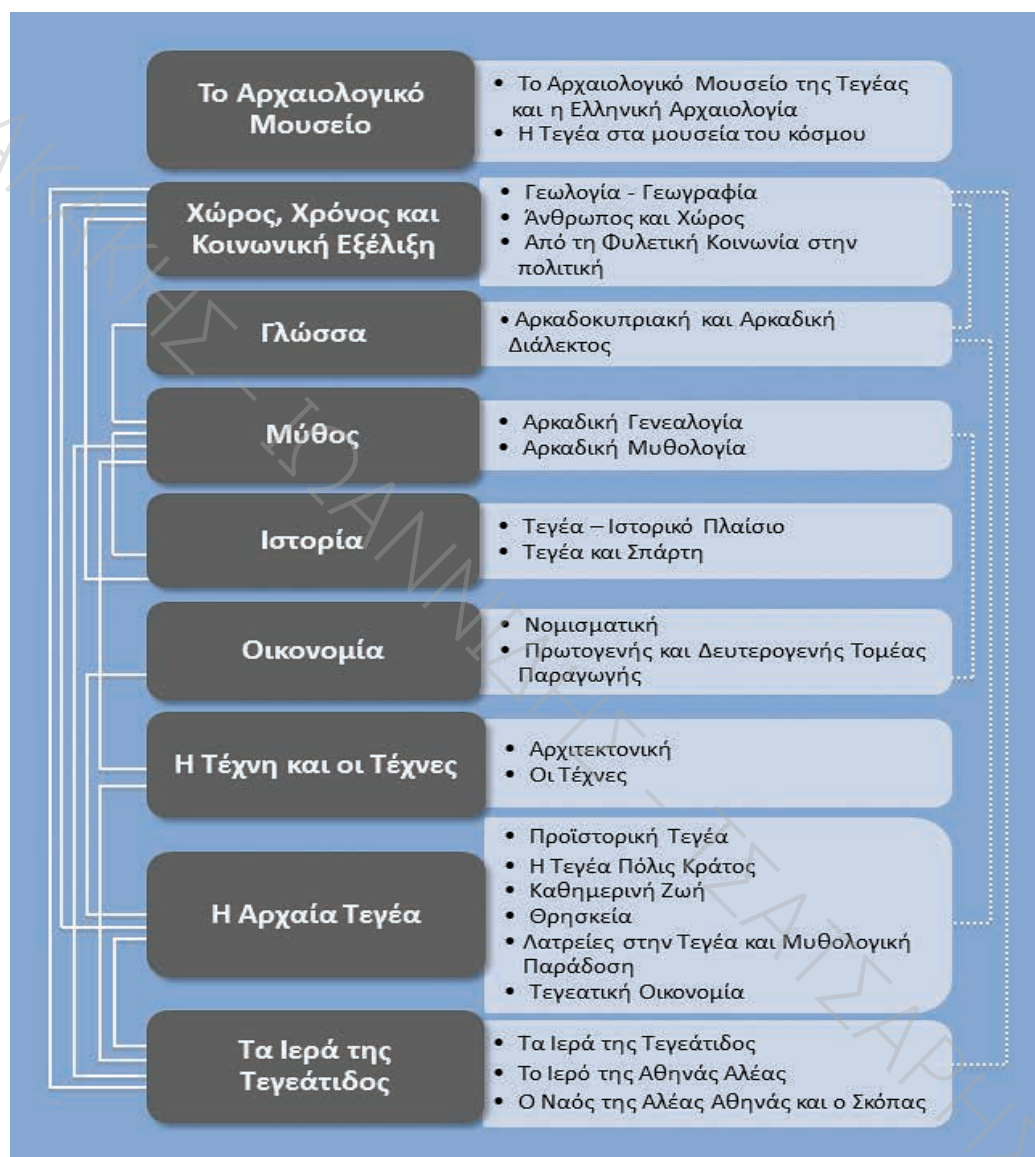 Το Αρχαιολογικό
Μουσείο
• Το Αρχαιολογικό Μουσείο της Τεγέας
και η Ελληνική Αρχαιολογία
• Η Τεγέα στα μουσεία του κόσμου
Χώρος, Χρόνος και
Κοινωνική Εξέλιξη
• Γεωλογία - Γεωγραφία
• Άνθρωπος και Χώρος
• Από τη Φυλετική Κοινωνία στην
πολιτική
Γλώσσα
• Αρκαδοκυπριακή και Αρκαδική
Διάλεκτος
Μύθος
• Αρκαδική Γενεαλογία
• Αρκαδική Μυθολογία
Ιστορία
• Τεγέα – Ιστορικό Πλαίσιο
• Τεγέα και Σπάρτη
Οικονομία
• Νομισματική
• Πρωτογενής και Δευτερογενής Τομέας
Παραγωγής
Η Τέχνη και οι Τέχνες
• Αρχιτεκτονική
• Οι Τέχνες
Η Αρχαία Τεγέα
• Προϊστορική Τεγέα
• Η Τεγέα Πόλις Κράτος
• Καθημερινή Ζωή
• Θρησκεία
• Λατρείες στην Τεγέα και Μυθολογική
Παράδοση
• Τεγεατική Οικονομία
Τα Ιερά της
Τεγεάτιδος
• Τα Ιερά της Τεγεάτιδος
• Το Ιερό της Αθηνάς Αλέας
• Ο Ναός της Αλέας Αθηνάς και ο Σκόπας